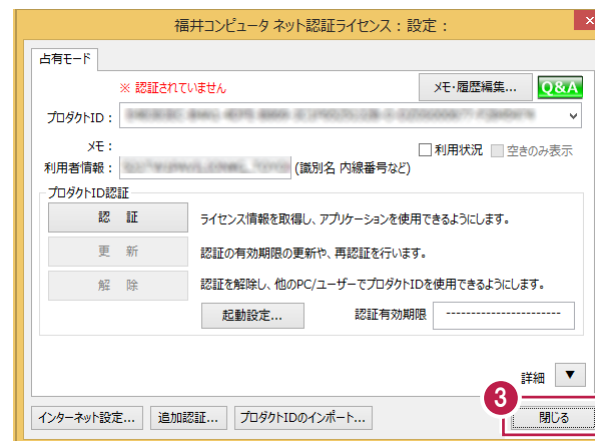 福井コンピュータ ネット認証ライセンス：設定：
占有モード
※ 認証されていません
メモ・履歴編集...
Q&A
プロダクトID：
メモ：
利用状況
空きのみ表示
利用者情報：
(識別名 内線番号など)
プロダクトID認証
認 証
ライセンス情報を取得し、アプリケーションを使用できるようにします。
更 新
認証の有効期限の更新や、再認証を行います。
解 除
認証を解除し、他のPC/ユーザーでプロダクトIDを使用できるようにします。
起動設定...
認証有効期限
-----------------------
詳細
▼
3
インターネット設定...
追加認証...
プロダクトIDのインポート...
閉じる